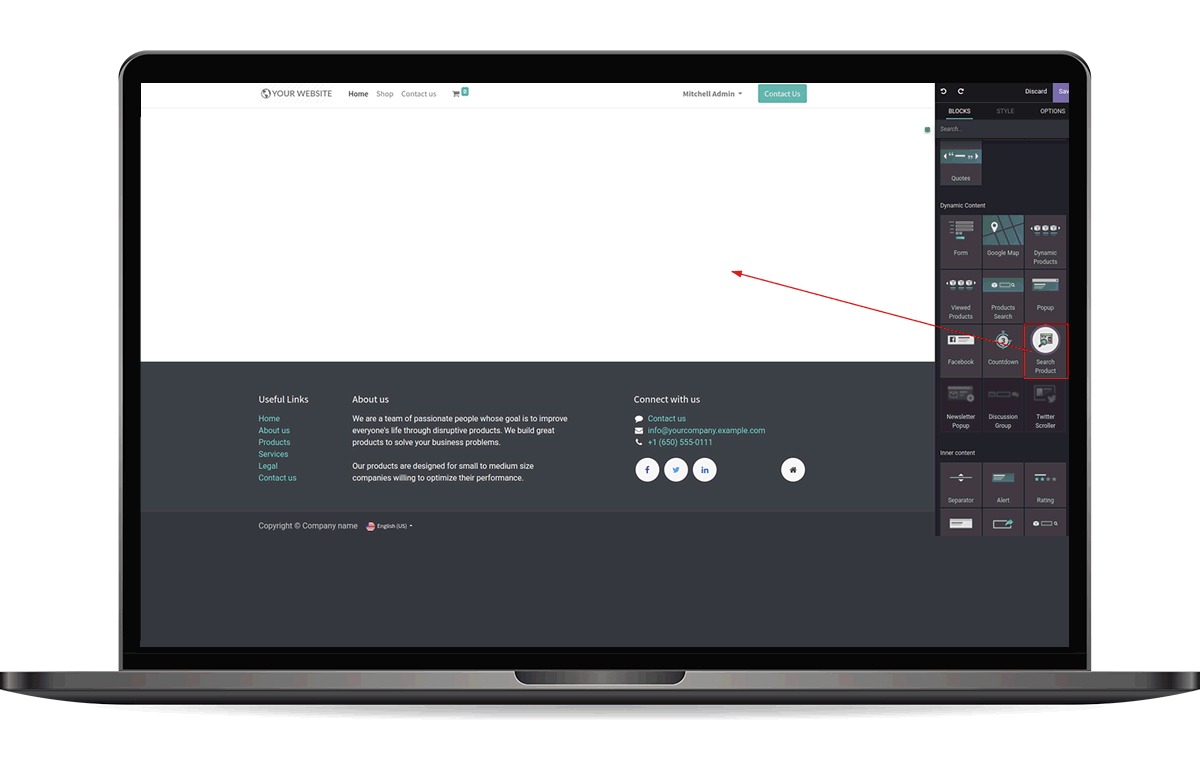 YOUR WEBSITE
Home
Shop
Contact us
0
Mitchell Admin
Contact Us
Discard
Sav
BLOCKS
STYLE
OPTIONS
Search...
Quotes
Dynamic Content
Form
Google Map
Dynamic
Products
Viewed
Products
Products
Search
Popup
Facebook
Countdown
Search
Product
Newsletter
Popup
Discussion
Group
Twitter
Scroller
Inner content
Separator
Alert
Rating
Useful Links
Home
About us
Products
Services
Legal
Contact us
About us
We are a team of passionate people whose goal is to improve
everyone's life through disruptive products. We build great
products to solve your business problems.
Our products are designed for small to medium size
companies willing to optimize their performance.
Connect with us
Contact us
info@yourcompany.example.com
+1 (650) 555-0111
Copyright © Company name
English (US)